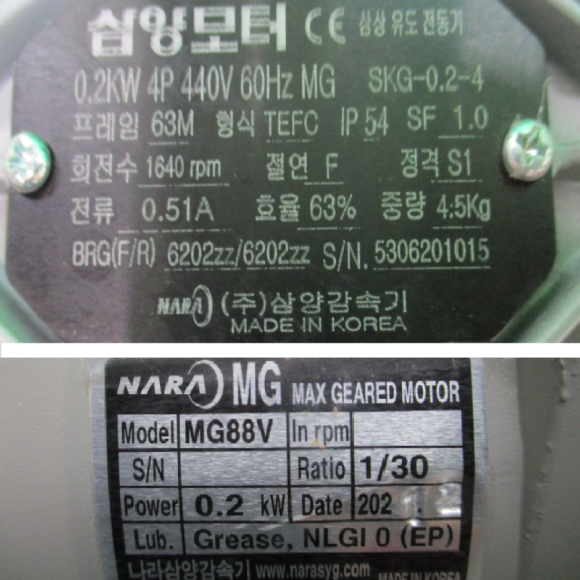 삼양모터 CE 삼상 유도 전동기
0.2KW 4P 440V 60Hz MG SKG-0.2-4
프레임 63M 형식 TEFC IP 54 SF 1.0
회전수 1640 rpm 절연 F 정격 S1
전류 0.51A 효율 63% 중량 4.5Kg
BRG(F/R) 6202zz/6202zz S/N. 5306201015
NARA (주)삼양감속기
MADE IN KOREA
NARA MG MAX GEARED MOTOR
Model MG88V In rpm
S/N Ratio 1/30
Power 0.2 kW Date 202 . 12
Lub. Grease, NLGI 0 (EP)
나라삼양감속기 www.narasyg.com MADE IN KOREA